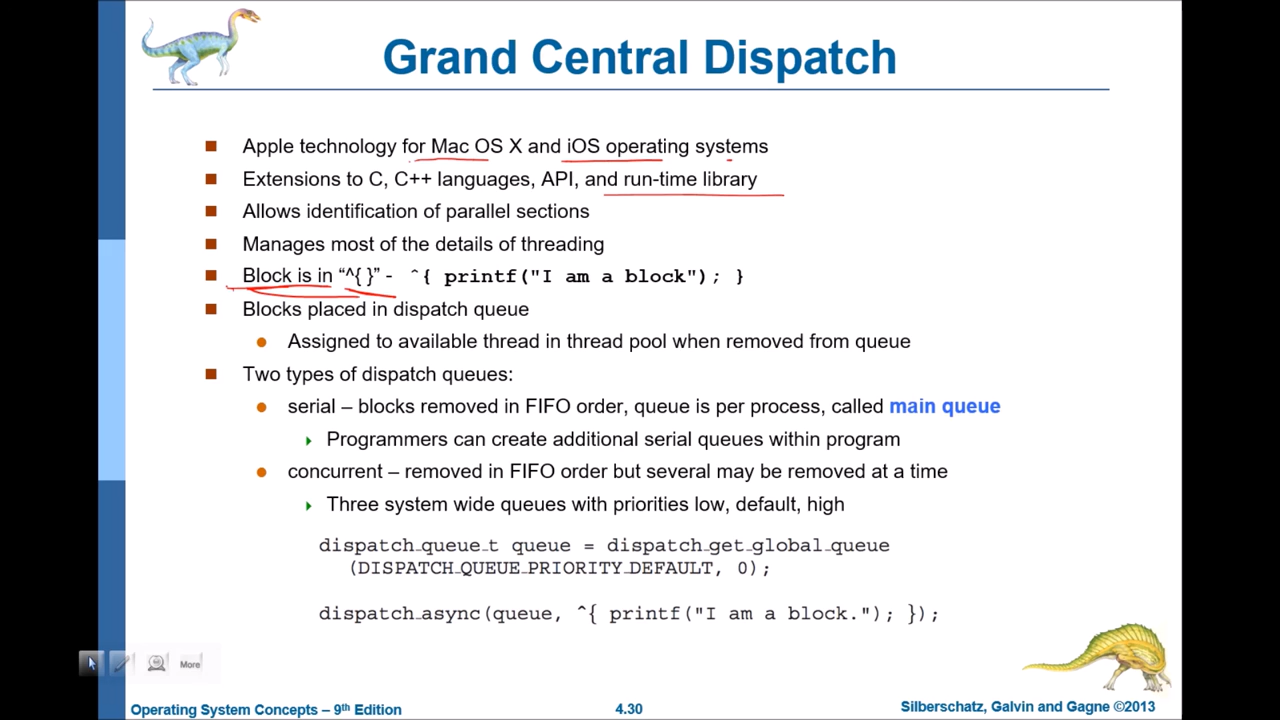 Grand Central Dispatch
Apple technology for Mac OS X and iOS operating systems
Extensions to C, C++ languages, API, and run-time library
Allows identification of parallel sections
Manages most of the details of threading
Block is in “^{ }” - ˆ{ printf("I am a block"); }
Blocks placed in dispatch queue
Assigned to available thread in thread pool when removed from queue
Two types of dispatch queues:
serial – blocks removed in FIFO order, queue is per process, called main queue
Programmers can create additional serial queues within program
concurrent – removed in FIFO order but several may be removed at a time
Three system wide queues with priorities low, default, high
dispatch_queue_t queue = dispatch_get_global_queue
(DISPATCH_QUEUE_PRIORITY_DEFAULT, 0);
dispatch_async(queue, ^{ printf("I am a block."); });
More
Operating System Concepts – 9th Edition
4.30
Silberschatz, Galvin and Gagne ©2013